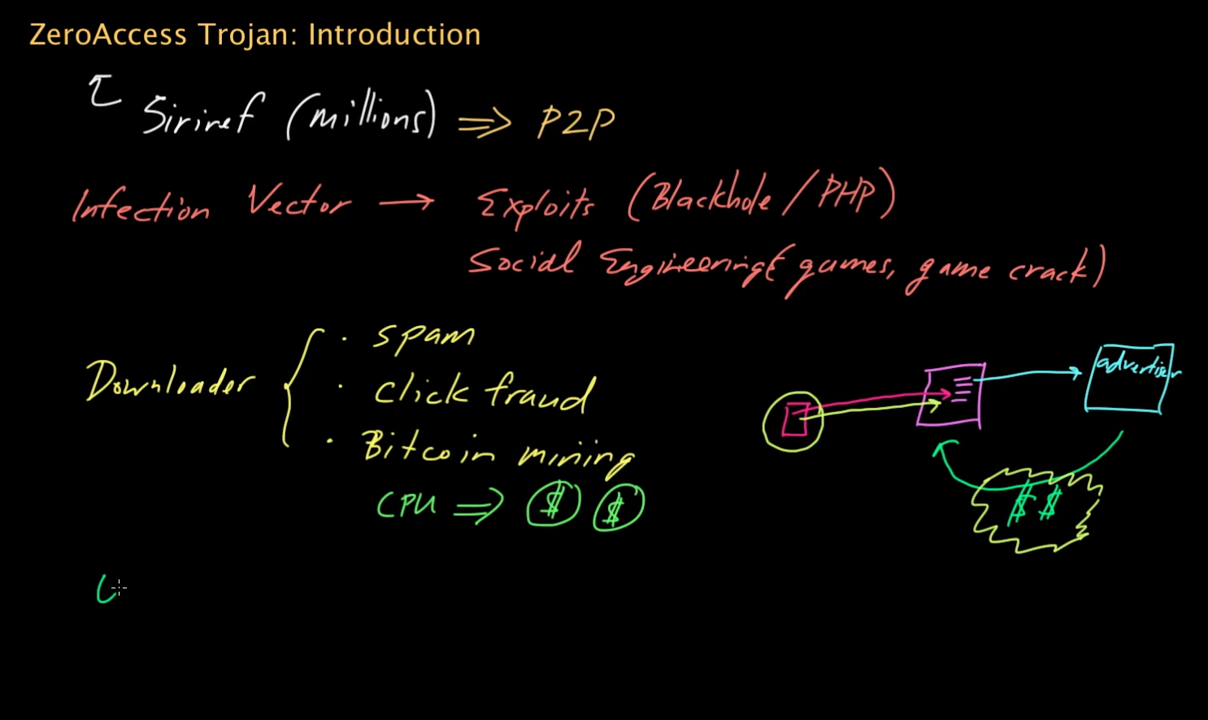 ZeroAccess Trojan: Introduction
Sirinef (millions) ⇒ P2P
Infection Vector → Exploits (Blackhole / PHP)
Social Engineering( games, game crack)
Downloader
· spam
· click fraud
· Bitcoin mining
CPU ⇒ $ $
advertiser
$ $